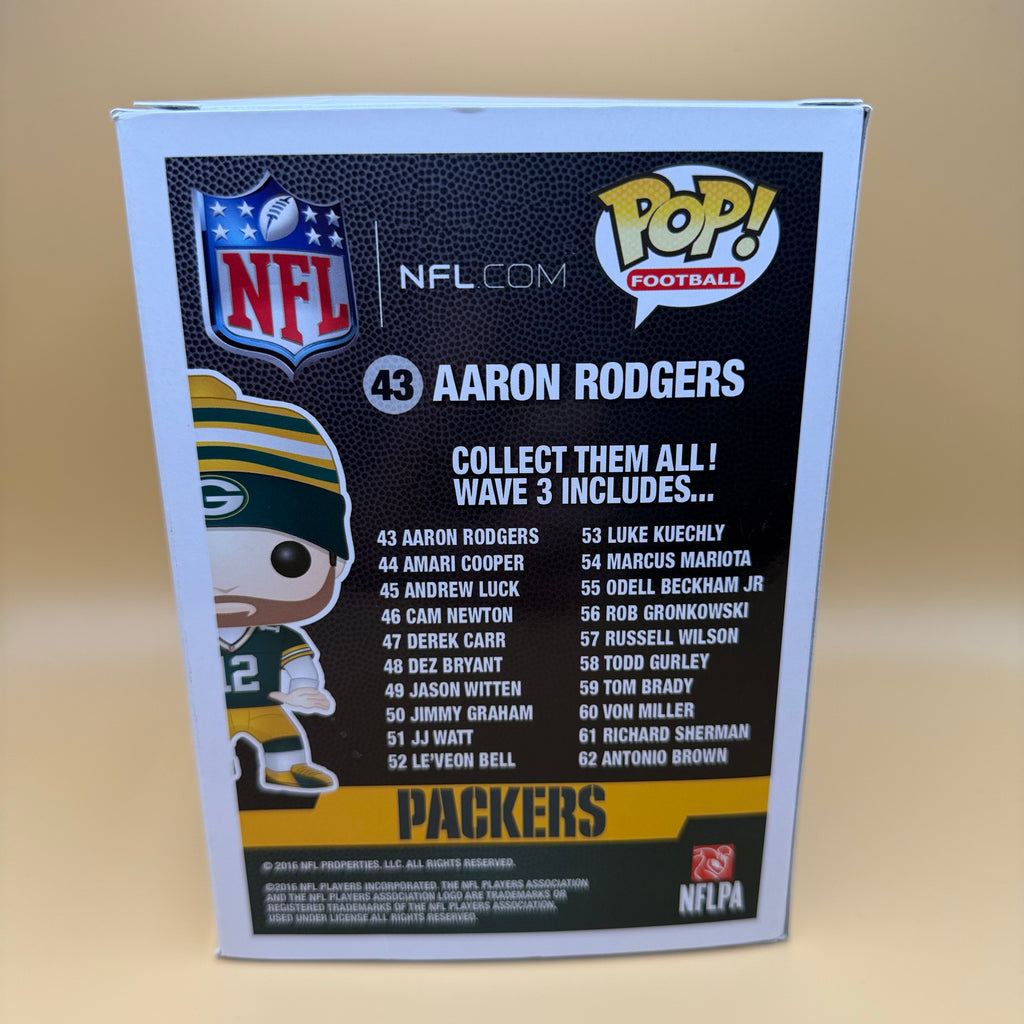 NFL
NFL.COM
POP!
FOOTBALL
43 AARON RODGERS
COLLECT THEM ALL!
WAVE 3 INCLUDES...
43 AARON RODGERS
44 AMARI COOPER
45 ANDREW LUCK
46 CAM NEWTON
47 DEREK CARR
48 DEZ BRYANT
49 JASON WITTEN
50 JIMMY GRAHAM
51 JJ WATT
52 LE'VEON BELL
53 LUKE KUECHLY
54 MARCUS MARIOTA
55 ODELL BECKHAM JR
56 ROB GRONKOWSKI
57 RUSSELL WILSON
58 TODD GURLEY
59 TOM BRADY
60 VON MILLER
61 RICHARD SHERMAN
62 ANTONIO BROWN
G
12
PACKERS
© 2016 NFL PROPERTIES, LLC. ALL RIGHTS RESERVED.
©2016 NFL PLAYERS INCORPORATED. THE NFL PLAYERS ASSOCIATION
AND THE NFL PLAYERS ASSOCIATION LOGO ARE TRADEMARKS OR
REGISTERED TRADEMARKS OF THE NFL PLAYERS ASSOCIATION,
USED UNDER LICENSE ALL RIGHTS RESERVED.
NFLPA